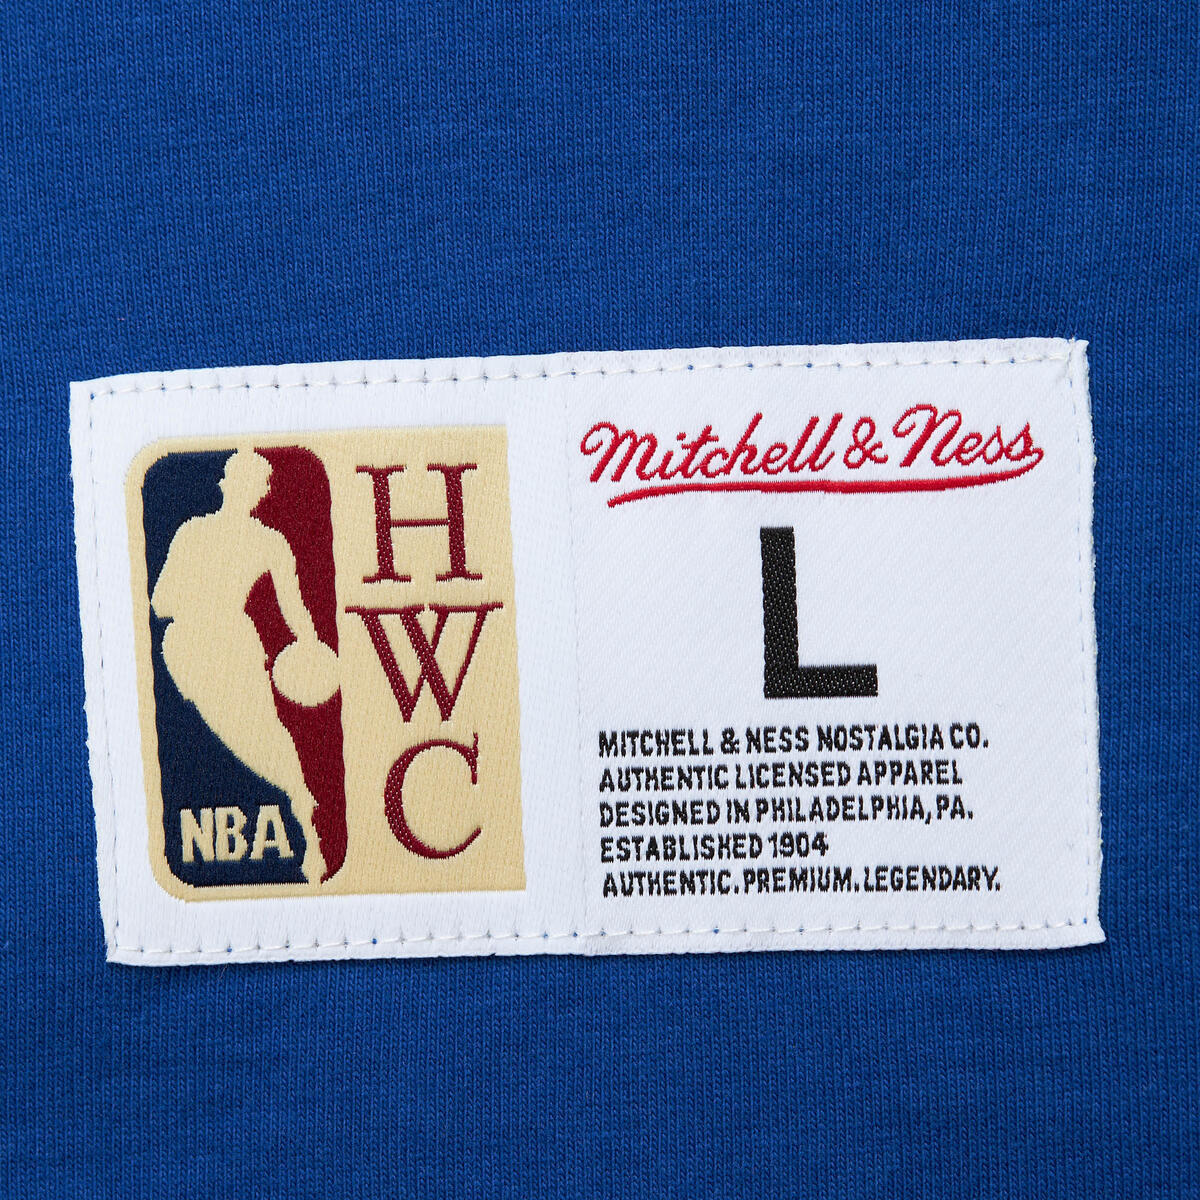 NBA
H
W
C
Mitchell & Ness
L
MITCHELL & NESS NOSTALGIA CO.
AUTHENTIC LICENSED APPAREL
DESIGNED IN PHILADELPHIA, PA.
ESTABLISHED 1904
AUTHENTIC. PREMIUM. LEGENDARY.